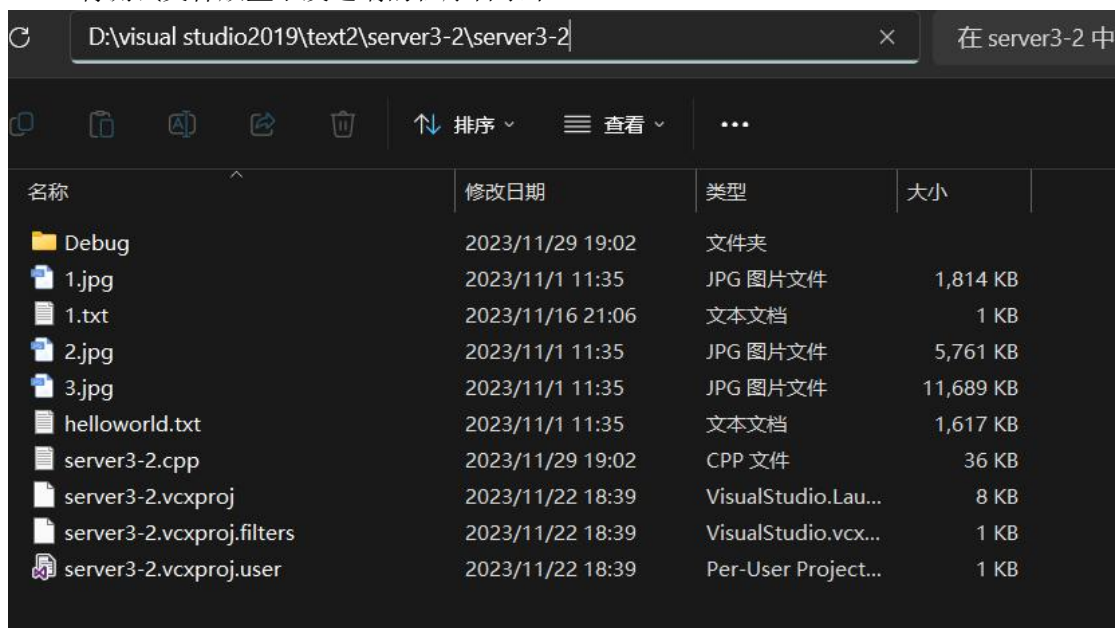 D:\visual studio2019\text2\server3-2\server3-2
在 server3-2 中
排序
查看
名称 修改日期 类型 大小
Debug 2023/11/29 19:02 文件夹
1.jpg 2023/11/1 11:35 JPG 图片文件 1,814 KB
1.txt 2023/11/16 21:06 文本文档 1 KB
2.jpg 2023/11/1 11:35 JPG 图片文件 5,761 KB
3.jpg 2023/11/1 11:35 JPG 图片文件 11,689 KB
helloworld.txt 2023/11/1 11:35 文本文档 1,617 KB
server3-2.cpp 2023/11/29 19:02 CPP 文件 36 KB
server3-2.vcxproj 2023/11/22 18:39 VisualStudio.Lau... 8 KB
server3-2.vcxproj.filters 2023/11/22 18:39 VisualStudio.vcx... 1 KB
server3-2.vcxproj.user 2023/11/22 18:39 Per-User Project... 1 KB